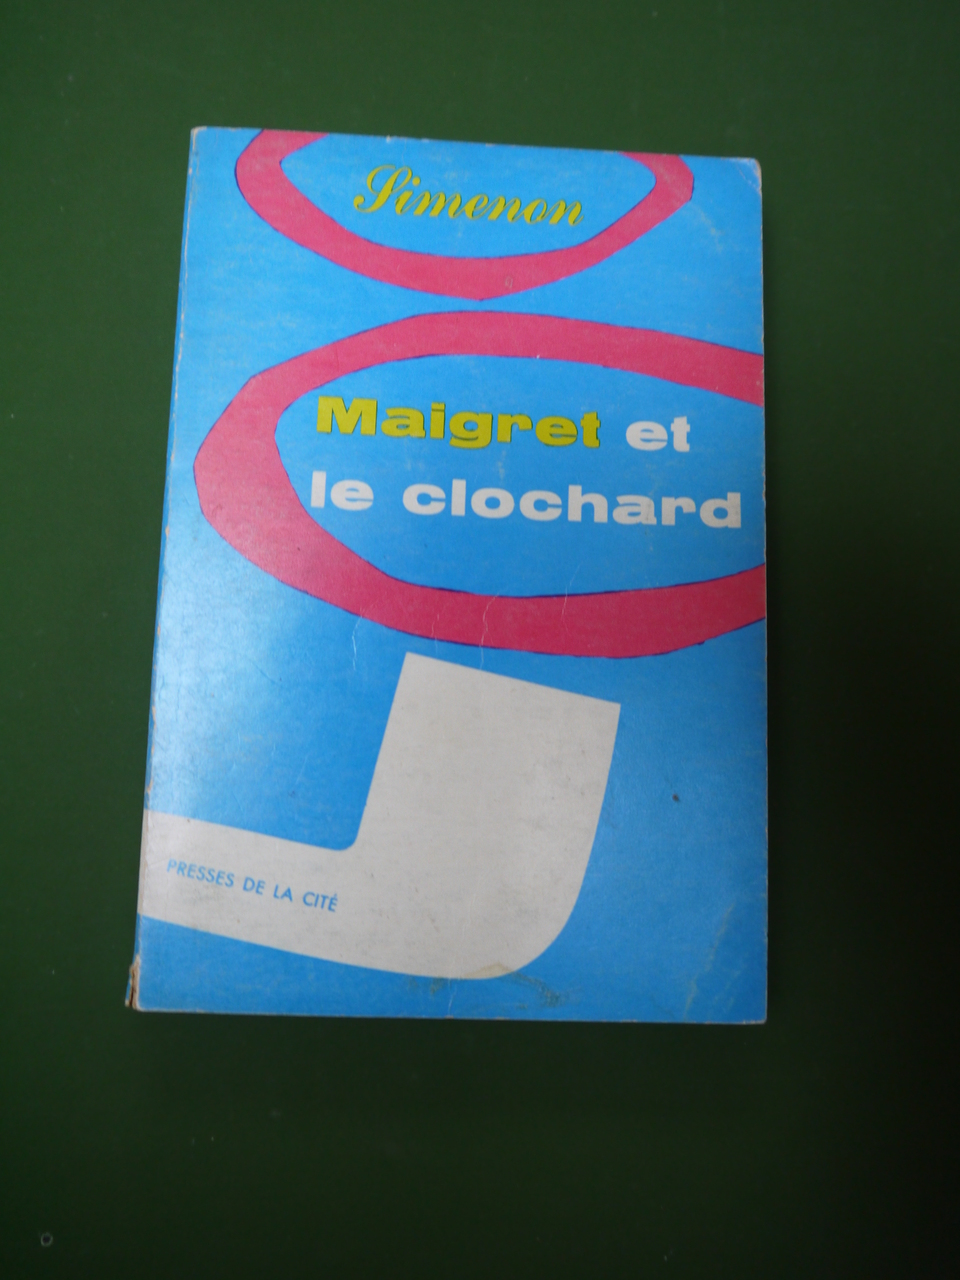 Simenon
Maigret et
le clochard
PRESSES DE LA CITÉ